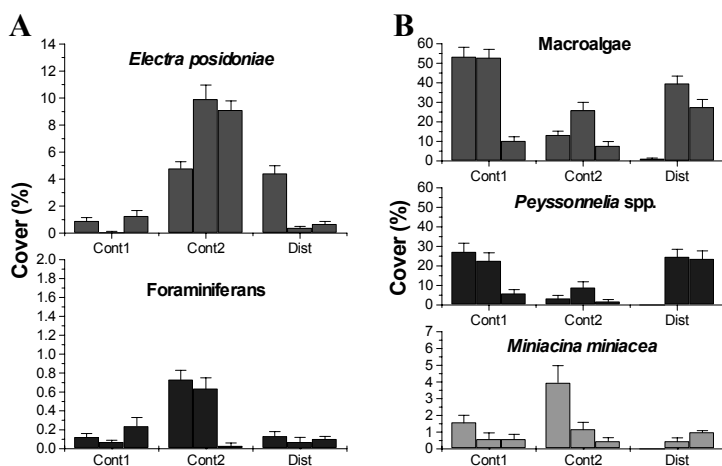 A
Electra posidoniae
14
12
10
8
6
4
2
0
Cont1 Cont2 Dist
Cover (%)
Foraminiferans
2.0
1.8
1.6
1.4
1.2
1.0
0.8
0.6
0.4
0.2
0.0
Cont1 Cont2 Dist
B
Macroalgae
60
50
40
30
20
10
0
Cont1 Cont2 Dist
Cover (%)
Peyssonnelia spp.
60
50
40
30
20
10
0
Cont1 Cont2 Dist
Miniacina miniacea
6
5
4
3
2
1
0
Cont1 Cont2 Dist